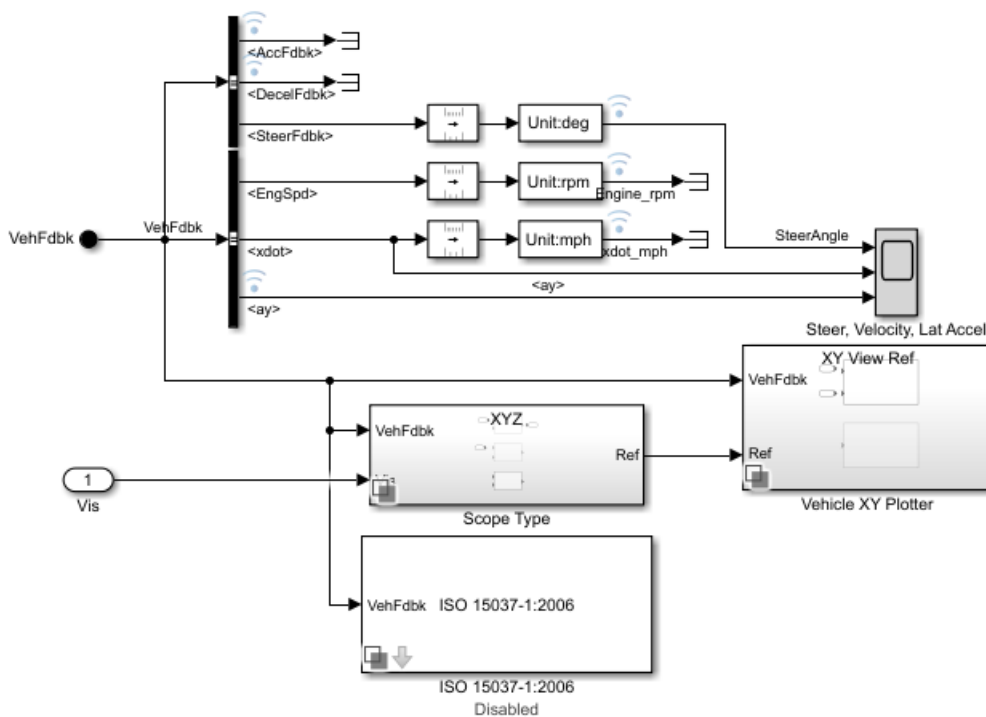 <AccFdbk>
<DecelFdbk>
<SteerFdbk>
Unit:deg
<EngSpd>
Unit:rpm
Engine_rpm
VehFdbk
VehFdbk
<xdot>
Unit:mph
xdot_mph
SteerAngle
<ay>
<ay>
Steer, Velocity, Lat Accel
XY View Ref
VehFdbk
Ref
Vehicle XY Plotter
VehFdbk
XYZ
Ref
Scope Type
1
Vis
VehFdbk
ISO 15037-1:2006
ISO 15037-1:2006
Disabled